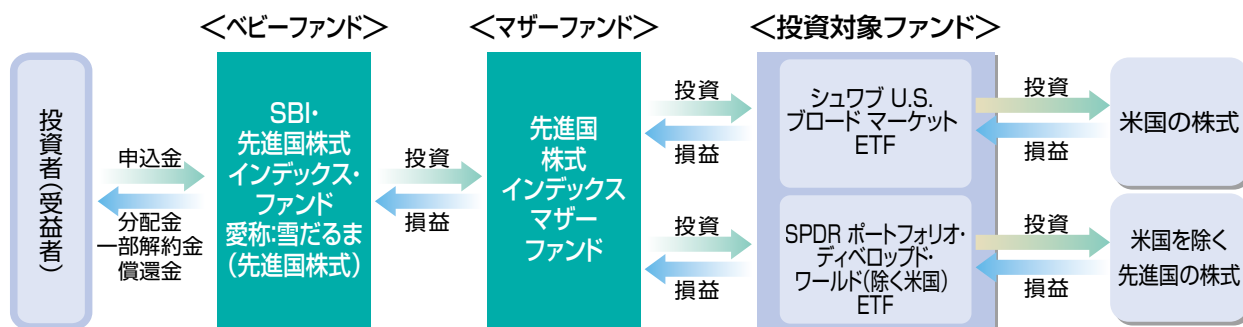 ＜ベビーファンド＞
＜マザーファンド＞
＜投資対象ファンド＞
投資者(受益者)
申込金
分配金
一部解約金
償還金
SBI・
先進国株式
インデックス・
ファンド
愛称:雪だるま
(先進国株式)
投資
損益
先進国
株式
インデックス
マザー
ファンド
投資
損益
投資
損益
シュワブ U.S.
ブロード マーケット
ETF
SPDR ポートフォリオ・
ディベロップド・
ワールド(除く米国)
ETF
投資
損益
投資
損益
米国の株式
米国を除く
先進国の株式